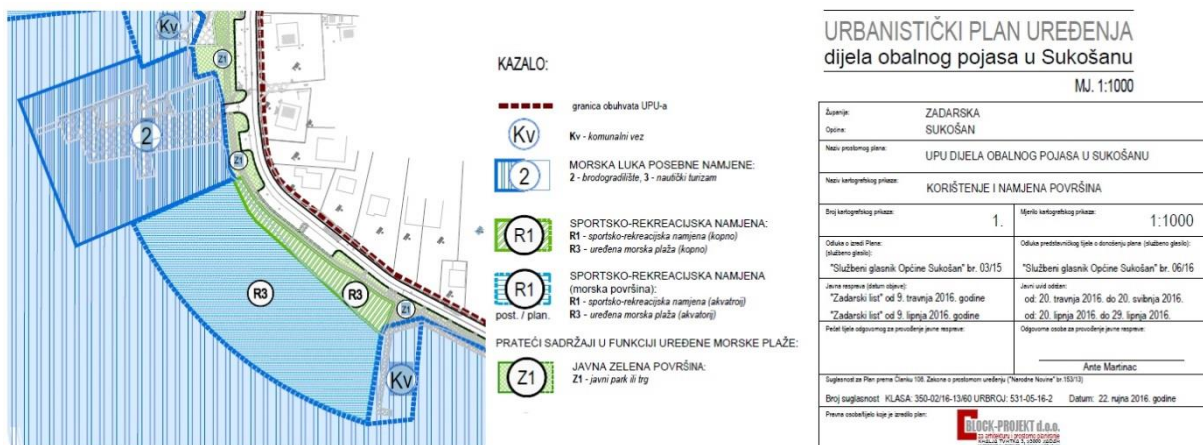 Kv
Z1
2
Z1
R3
R3
Z1
Kv
KAZALO:
granica obuhvata UPU-a
Kv
Kv - komunalni vez
2
MORSKA LUKA POSEBNE NAMJENE:
2 - brodogradilište, 3 - nautički turizam
R1
SPORTSKO-REKREACIJSKA NAMJENA:
R1 - sportsko-rekreacijska namjena (kopno)
R3 - uređena morska plaža (kopno)
R1
post. / plan.
SPORTSKO-REKREACIJSKA NAMJENA
(morska površina):
R1 - sportsko-rekreacijska namjena (akvatroij)
R3 - uređena morska plaža (akvatorij)
PRATEĆI SADRŽAJI U FUNKCIJI UREĐENE MORSKE PLAŽE:
Z1
JAVNA ZELENA POVRŠINA:
Z1 - javni park ili trg
URBANISTIČKI PLAN UREĐENJA
dijela obalnog pojasa u Sukošanu
MJ. 1:1000
Županija: ZADARSKA
Općina: SUKOŠAN
Naziv prostornog plana:
UPU DIJELA OBALNOG POJASA U SUKOŠANU
Naziv kartografskog prikaza:
KORIŠTENJE I NAMJENA POVRŠINA
Broj kartografskog prikaza: 1.
Mjerilo kartografskog prikaza: 1:1000
Odluka o izradi Plana:
(službeno glasilo):
"Službeni glasnik Općine Sukošan" br. 03/15
Odluka predstavničkog tijela o donošenju plana (službeno glasilo):
"Službeni glasnik Općine Sukošan" br. 06/16
Javna rasprava (datum objave):
"Zadarski list" od 9. travnja 2016. godine
"Zadarski list" od 9. lipnja 2016. godine
Javni uvid održan:
od: 20. travnja 2016. do 20. svibnja 2016.
od: 20. lipnja 2016. do 29. lipnja 2016.
Pečat tijela odgovornog za provođenje javne rasprave:
Odgovorna osoba za provođenje javne rasprave:
Ante Martinac
Suglasnost za Plan prema Članku 108. Zakona o prostornom uređenju ("Narodne Novine" br.153/13)
Broj suglasnost KLASA: 350-02/16-13/60 URBROJ: 531-05-16-2 Datum: 22. rujna 2016. godine
Pravna osoba/tijelo koje je izradilo plan:
BLOCK-PROJEKT d.o.o.
za arhitekturu i prostorno planiranje